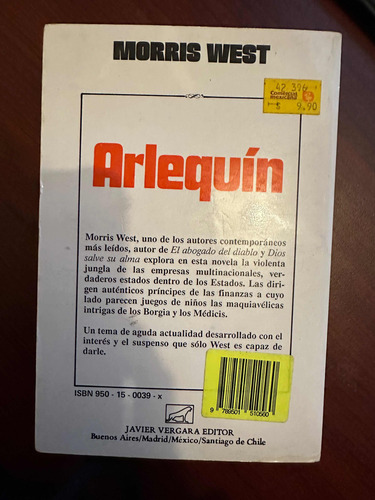 MORRIS WEST
42 394
COMERCIAL
MEXICANA
9.90
Arlequín
Morris West, uno de los autores contemporáneos
más leídos, autor de El abogado del diablo y Dios
salve su alma explora en esta novela la violenta
jungla de las empresas multinacionales, ver-
daderos estados dentro de los Estados. Las diri-
gen auténticos príncipes de las finanzas a cuyo
lado parecen juegos de niños las maquiavélicas
intrigas de los Borgia y los Médicis.
Un tema de aguda actualidad desarrollado con el
interés y el suspenso que sólo West es capaz de
darle.
ISBN 950 - 15 - 0039 - x
JAVIER VERGARA EDITOR
Buenos Aires/Madrid/México/Santiago de Chile